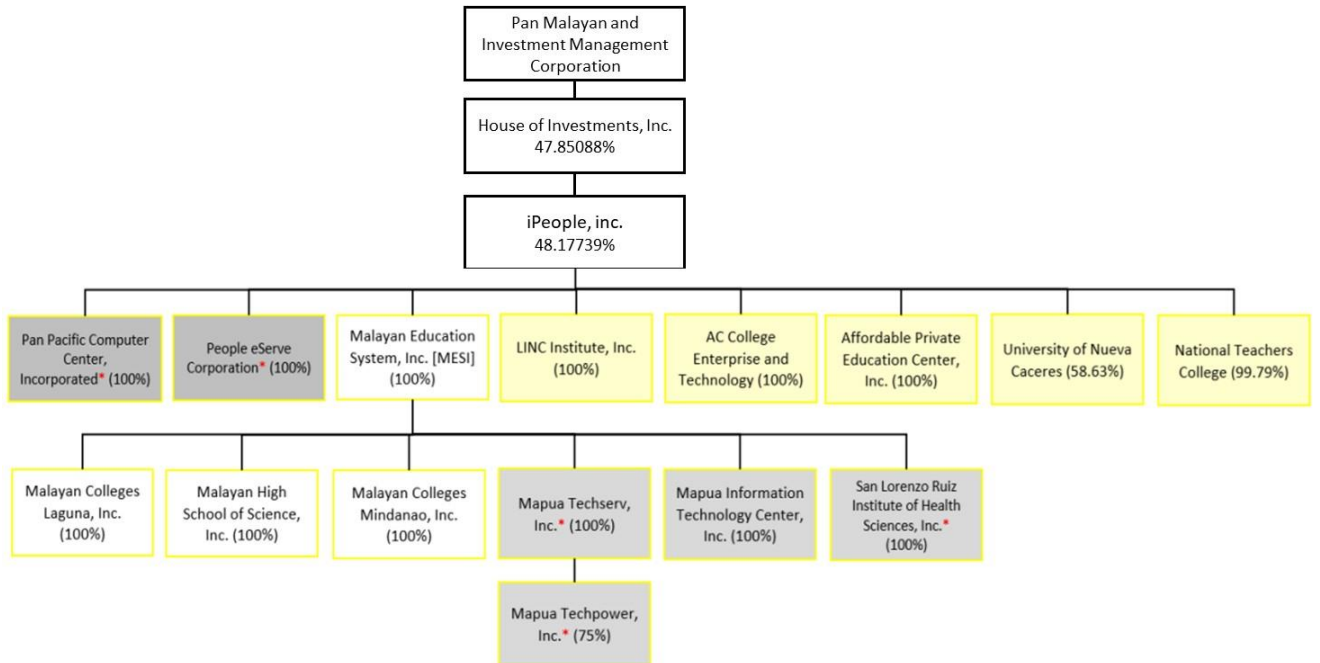 Pan Malayan and
Investment Management
Corporation
House of Investments, Inc.
47.85088%
iPeople, inc.
48.17739%
Pan Pacific Computer
Center,
Incorporated* (100%)
People eServe
Corporation* (100%)
Malayan Education
System, Inc. [MESI]
(100%)
LINC Institute, Inc.
(100%)
AC College
Enterprise and
Technology (100%)
Affordable Private
Education Center,
Inc. (100%)
University of Nueva
Caceres (58.63%)
National Teachers
College (99.79%)
Malayan Colleges
Laguna, Inc.
(100%)
Malayan High
School of Science,
Inc. (100%)
Malayan Colleges
Mindanao, Inc.
(100%)
Mapua Techserv,
Inc.* (100%)
Mapua Information
Technology Center,
Inc. (100%)
San Lorenzo Ruiz
Institute of Health
Sciences, Inc.*
(100%)
Mapua Techpower,
Inc.* (75%)